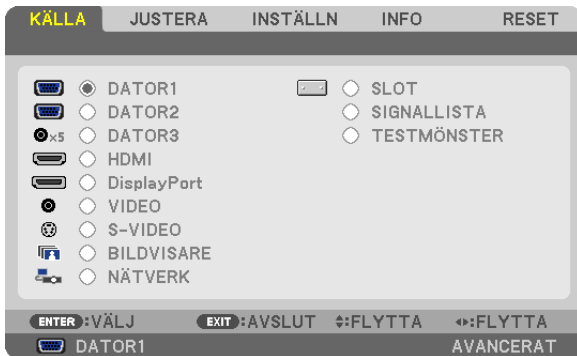 KÄLLA JUSTERA INSTÄLLN INFO RESET
DATOR1
DATOR2
×5 DATOR3
HDMI
DisplayPort
VIDEO
S-VIDEO
BILDVISARE
NÄTVERK
SLOT
SIGNALLISTA
TESTMÖNSTER
ENTER :VÄLJ EXIT :AVSLUT :FLYTTA :FLYTTA
DATOR1 AVANCERAT